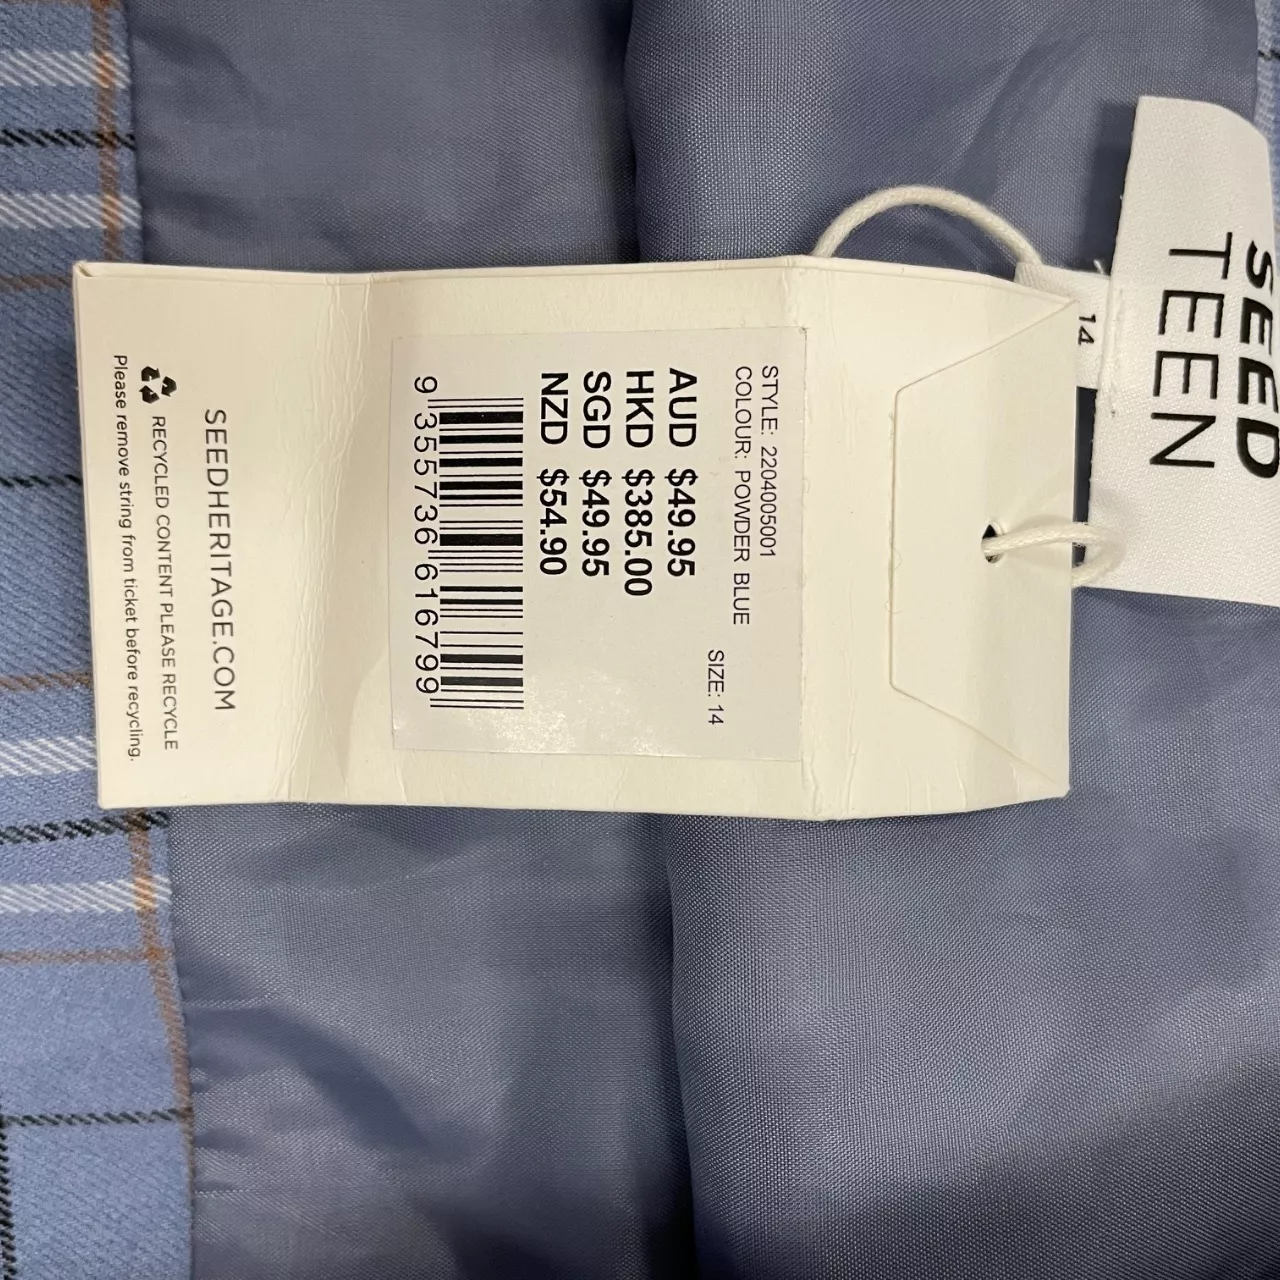 SEED
TEEN
14
STYLE: 2204005001
COLOUR: POWDER BLUE
SIZE: 14
AUD $49.95
HKD $385.00
SGD $49.95
NZD $54.90
9 355736 616799
SEEDHERITAGE.COM
RECYCLED CONTENT PLEASE RECYCLE
Please remove string from ticket before recycling.